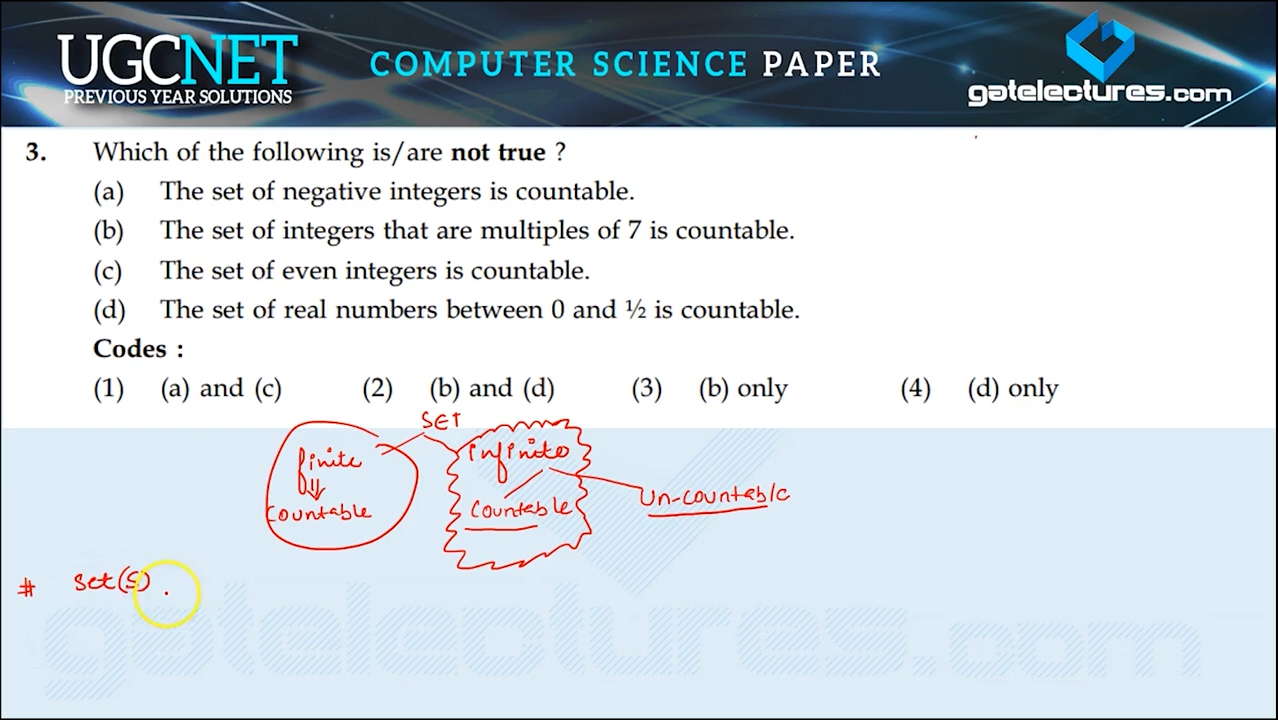 UGCNET
PREVIOUS YEAR SOLUTIONS
COMPUTER SCIENCE PAPER
gatelectures.com
3. Which of the following is/are not true ?
(a) The set of negative integers is countable.
(b) The set of integers that are multiples of 7 is countable.
(c) The set of even integers is countable.
(d) The set of real numbers between 0 and ½ is countable.
Codes :
(1) (a) and (c) (2) (b) and (d) (3) (b) only (4) (d) only
SET
finite infinite
⇓
countable countable un-countable
# set(S)
gatelectures.com